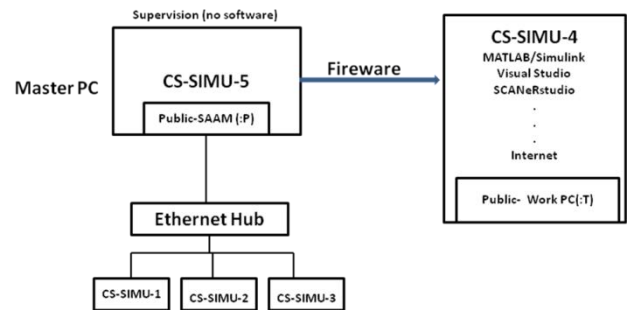 Supervision (no software)
Master PC
CS-SIMU-5
Public-SAAM (:P)
Fireware
CS-SIMU-4
MATLAB/Simulink
Visual Studio
SCANeRstudio
.
.
.
Internet
Public- Work PC(:T)
Ethernet Hub
CS-SIMU-1
CS-SIMU-2
CS-SIMU-3